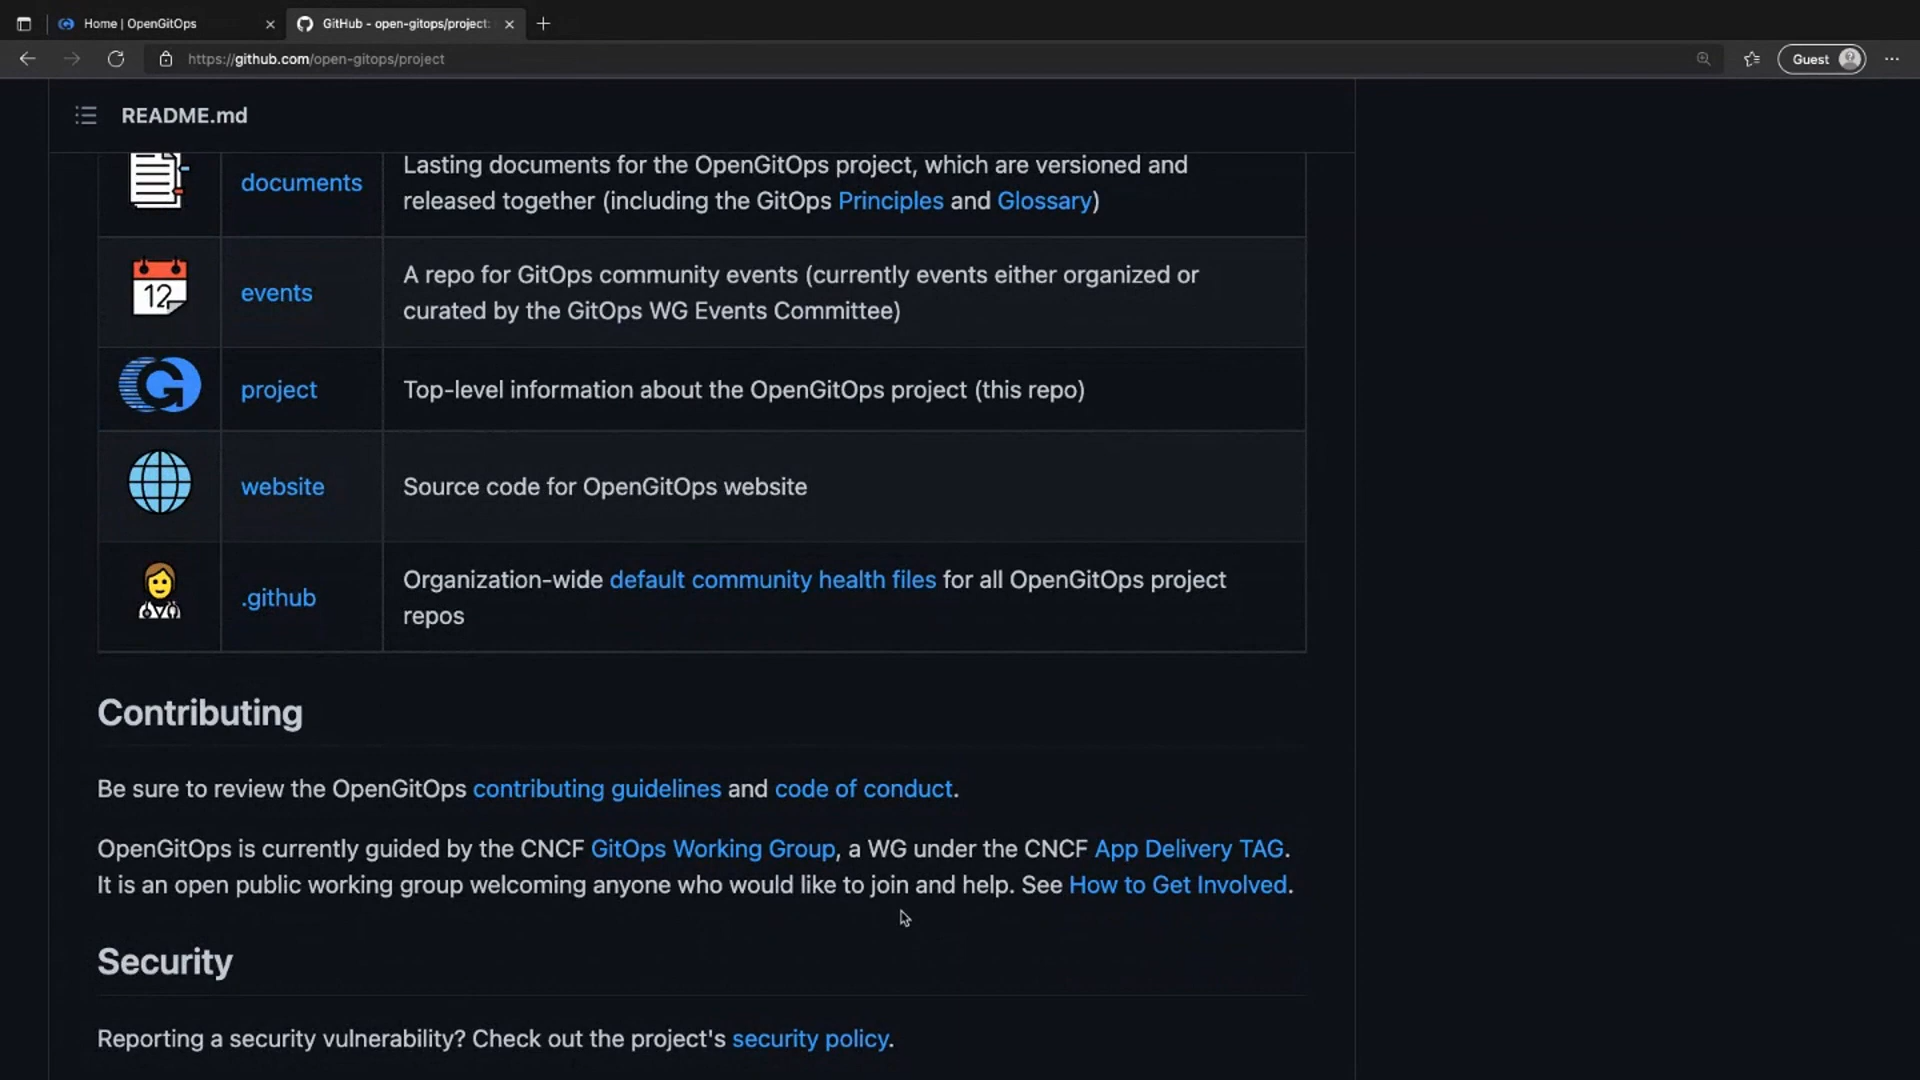 Home | OpenGitOps
GitHub - open-gitops/project:
https://github.com/open-gitops/project
Guest
README.md
documents
Lasting documents for the OpenGitOps project, which are versioned and
released together (including the GitOps Principles and Glossary)
12
events
A repo for GitOps community events (currently events either organized or
curated by the GitOps WG Events Committee)
project
Top-level information about the OpenGitOps project (this repo)
website
Source code for OpenGitOps website
.github
Organization-wide default community health files for all OpenGitOps project
repos
Contributing
Be sure to review the OpenGitOps contributing guidelines and code of conduct.
OpenGitOps is currently guided by the CNCF GitOps Working Group, a WG under the CNCF App Delivery TAG.
It is an open public working group welcoming anyone who would like to join and help. See How to Get Involved.
Security
Reporting a security vulnerability? Check out the project's security policy.